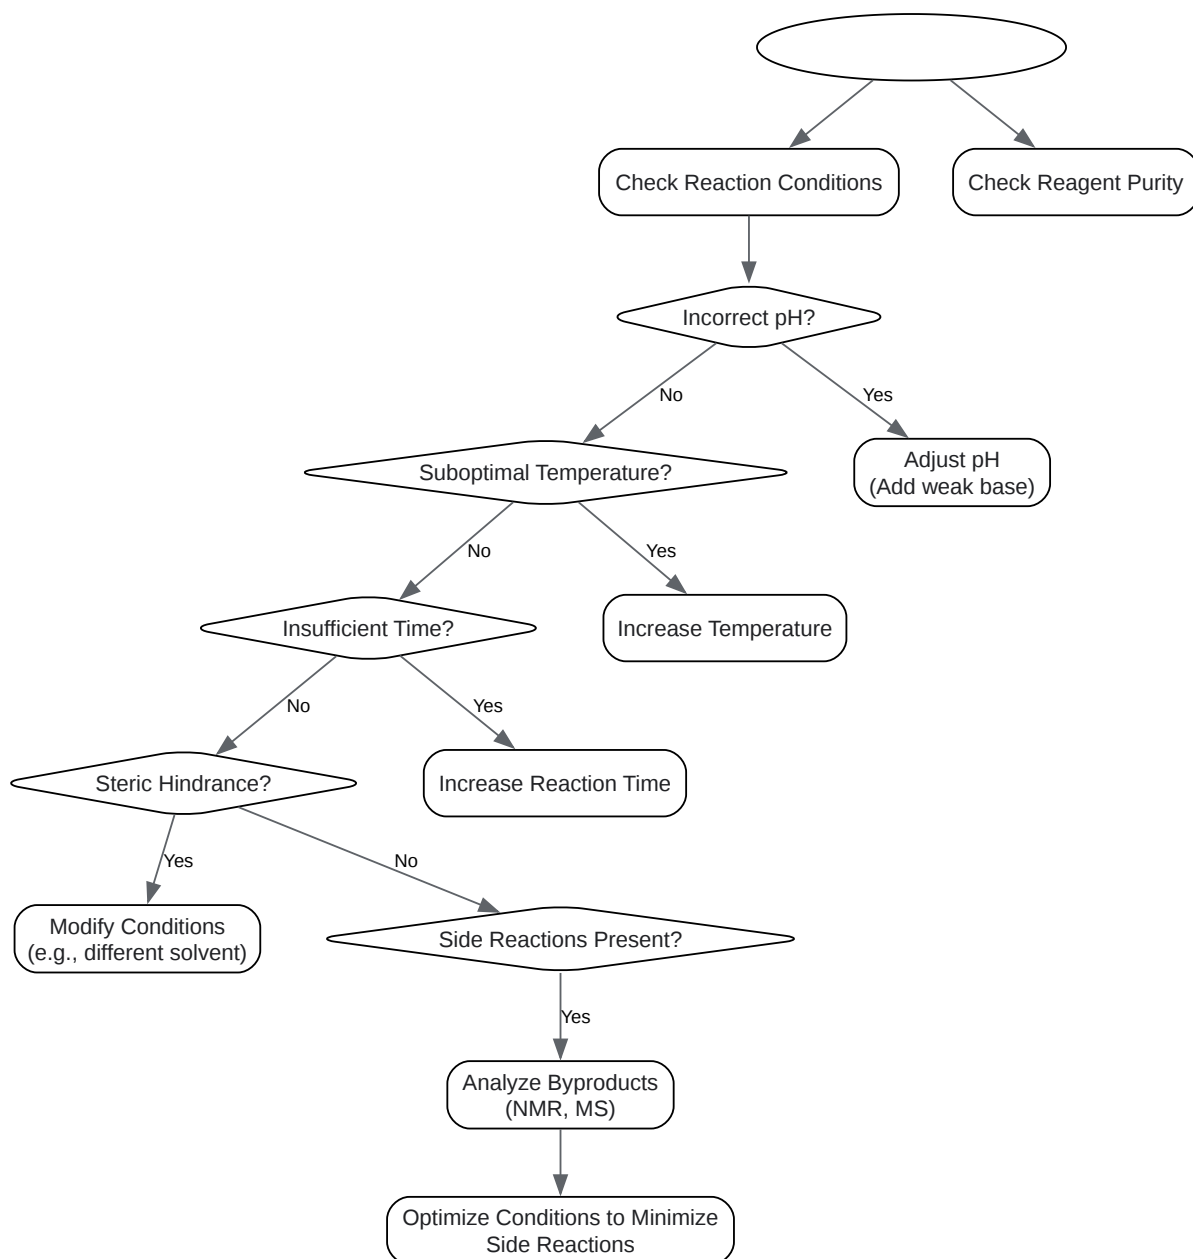 Check Reaction Conditions
Check Reagent Purity
Incorrect pH?
No
Yes
Suboptimal Temperature?
Adjust pH
(Add weak base)
No
Yes
Insufficient Time?
Increase Temperature
No
Yes
Steric Hindrance?
Increase Reaction Time
Yes
No
Modify Conditions
(e.g., different solvent)
Side Reactions Present?
Yes
Analyze Byproducts
(NMR, MS)
Optimize Conditions to Minimize
Side Reactions